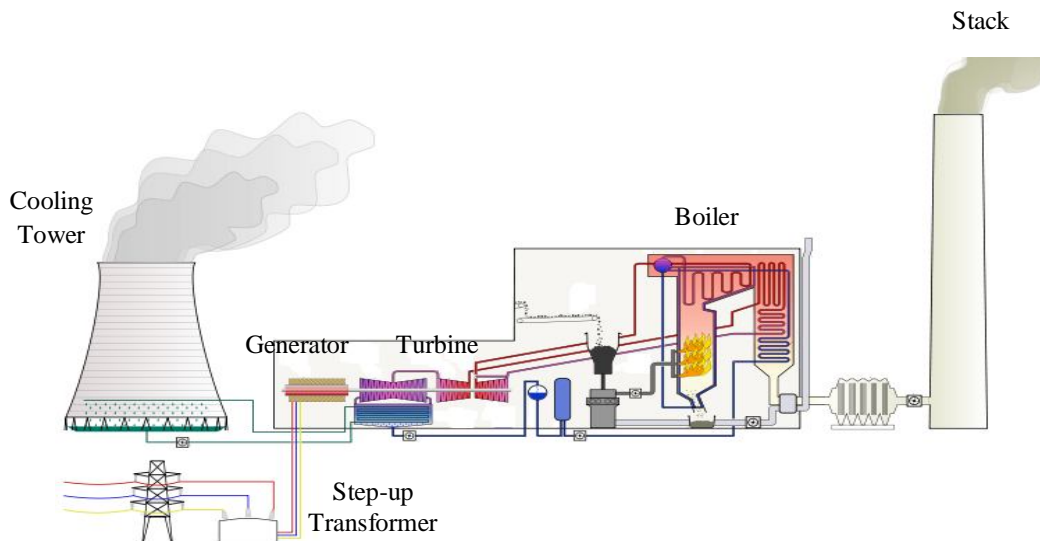 Stack
Cooling
Tower
Boiler
Generator
Turbine
Step-up
Transformer